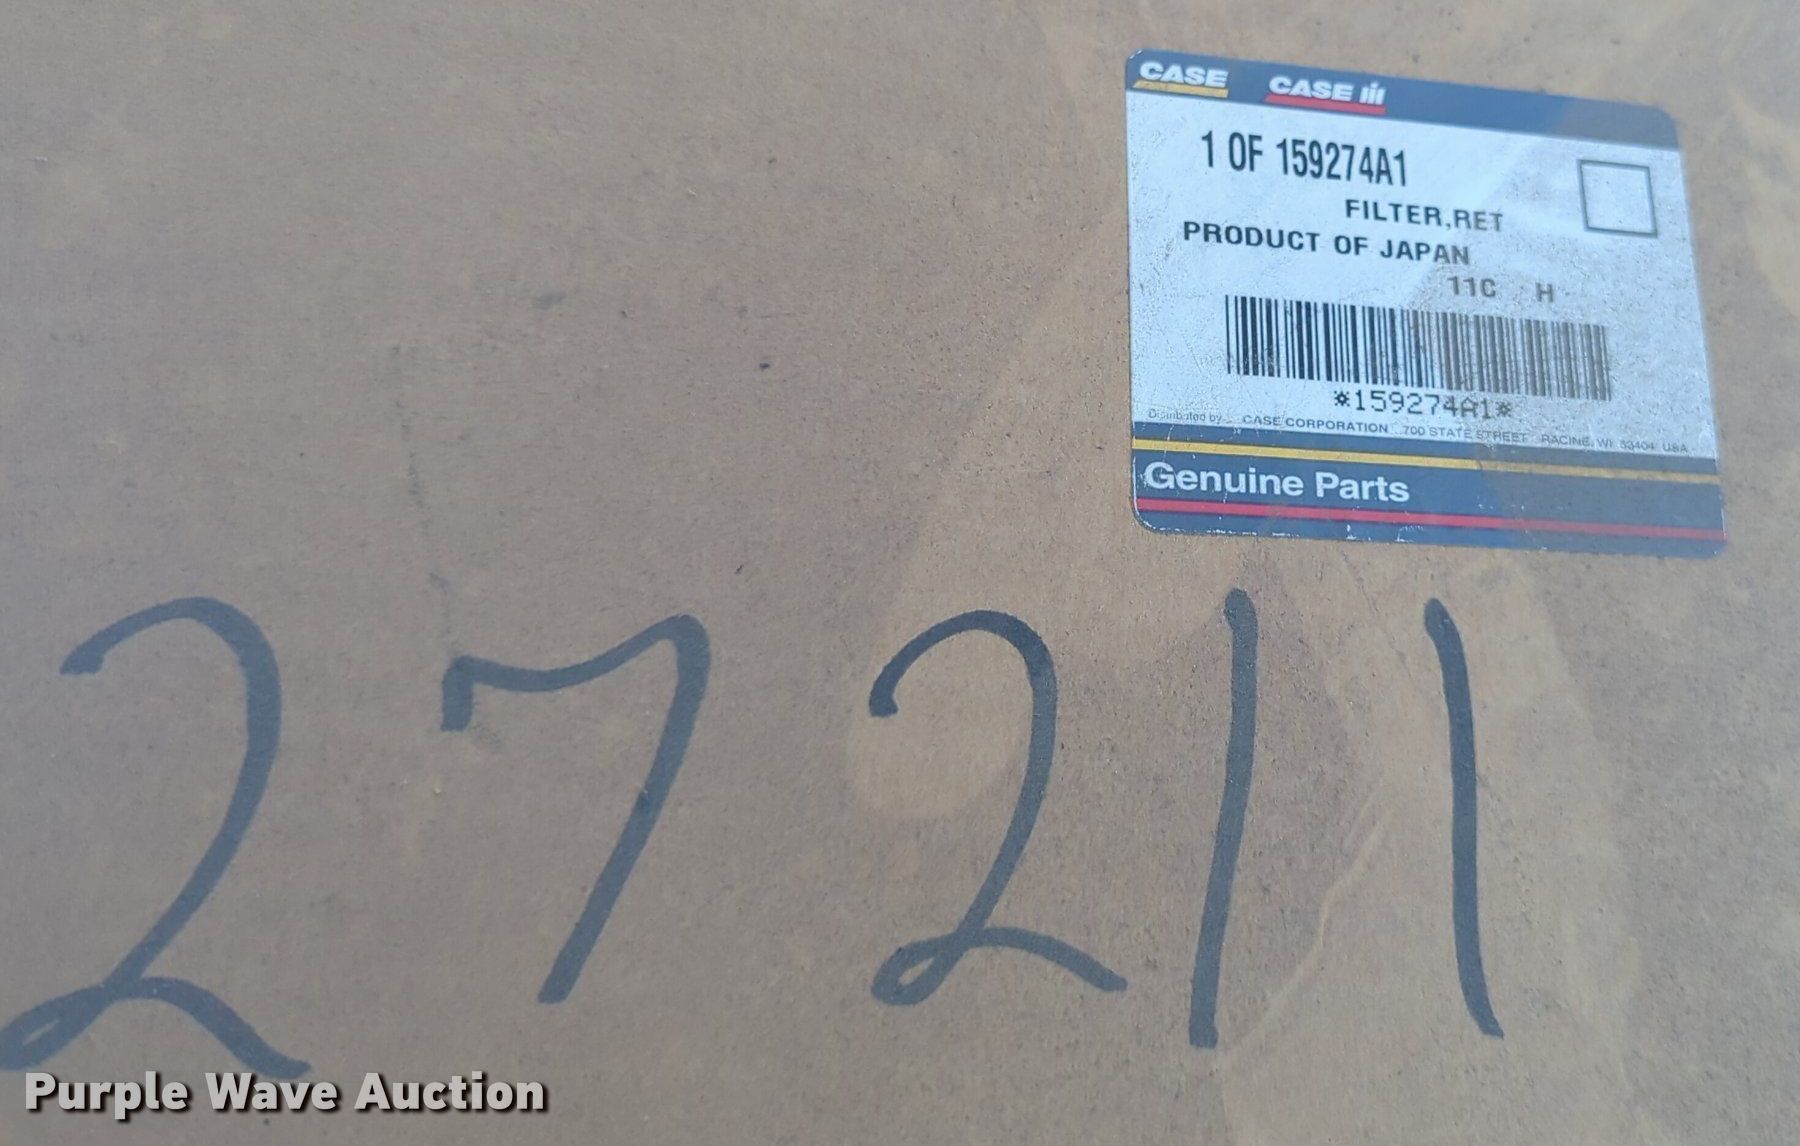 CASE CASE IH
1 OF 159274A1
FILTER,RET
PRODUCT OF JAPAN
11C H
*159274A1*
Distributed by CASE CORPORATION 700 STATE STREET RACINE, WI 53404 USA
Genuine Parts
27211
Purple Wave Auction